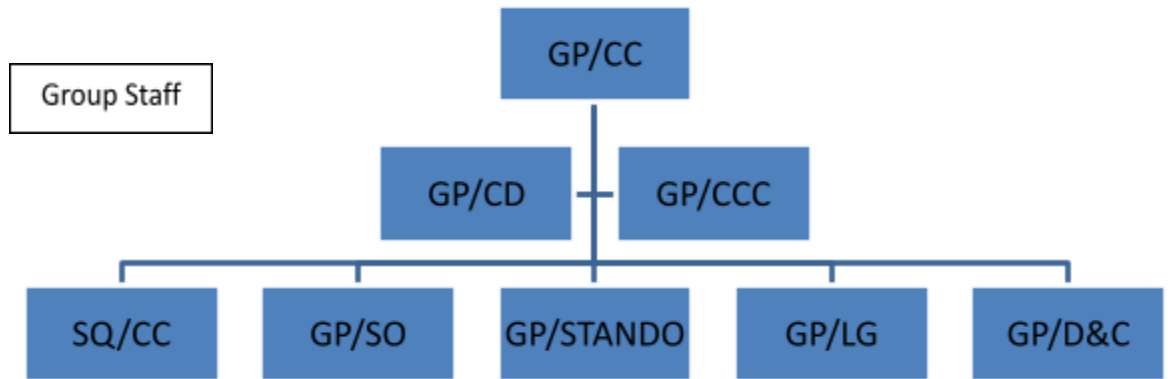 GP/CC
Group Staff
GP/CD
GP/CCC
SQ/CC
GP/SO
GP/STANDO
GP/LG
GP/D&C